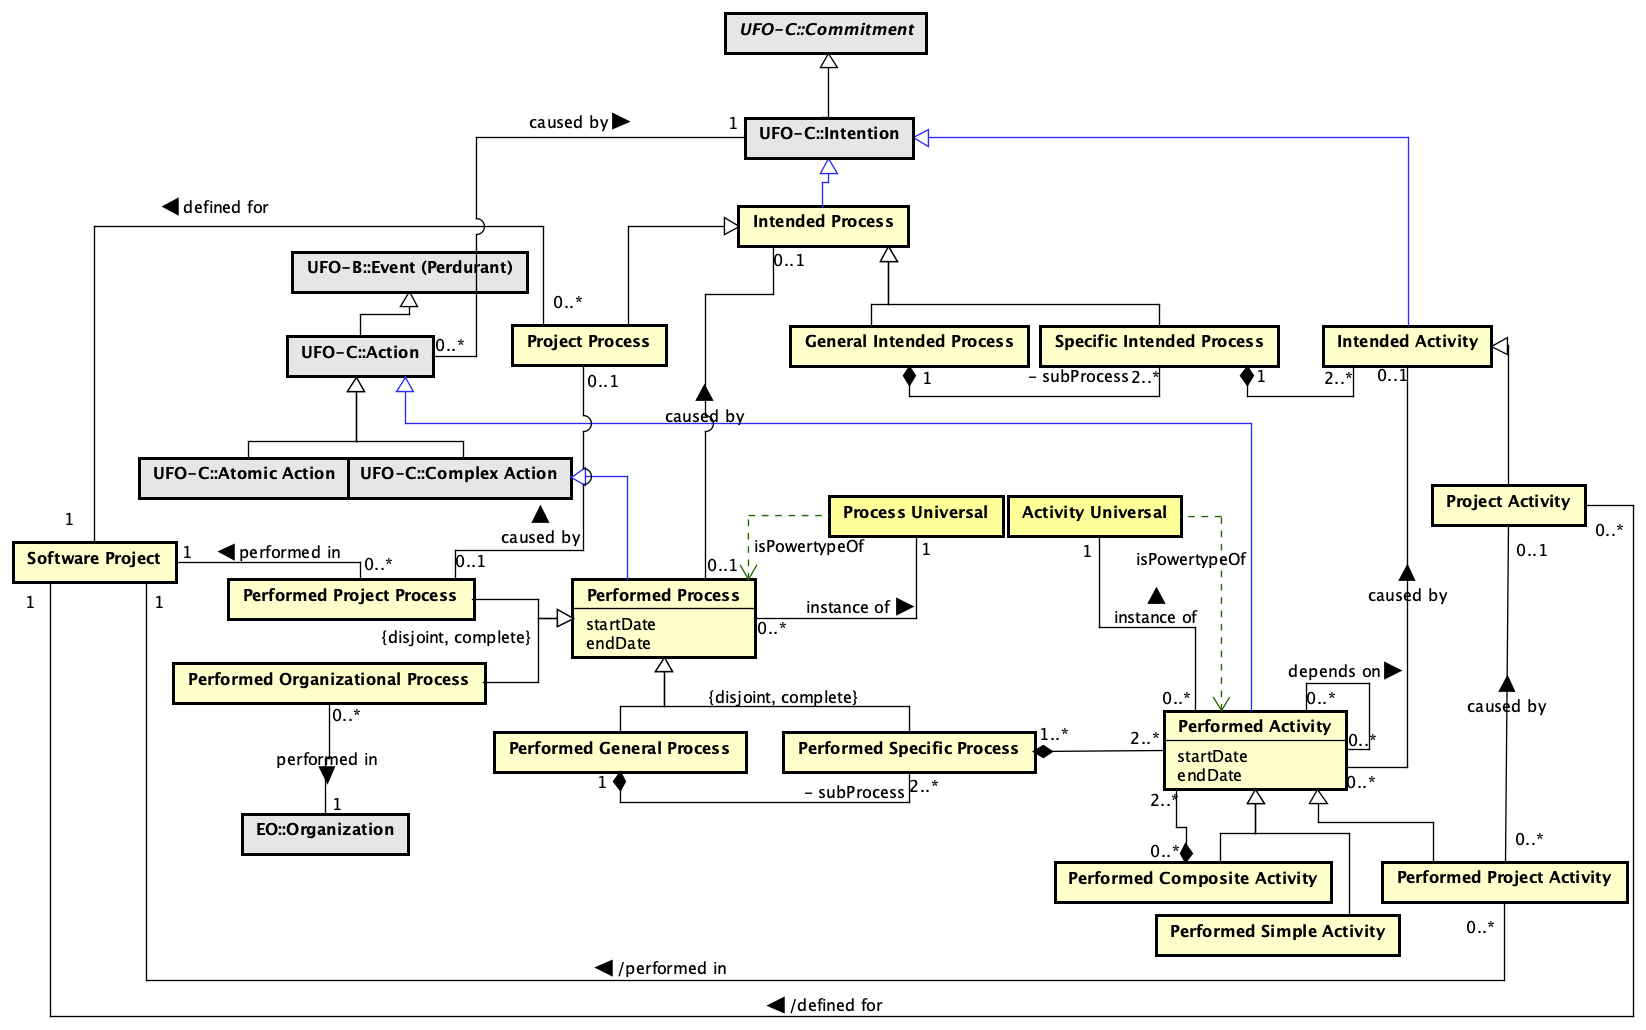 UFO-C::Commitment
caused by
1
UFO-C::Intention
defined for
Intended Process
0..1
UFO-B::Event (Perdurant)
0..*
UFO-C::Action
0..*
Project Process
General Intended Process
Specific Intended Process
Intended Activity
0..1
1
- subProcess
2..*
1
2..*
0..1
caused by
UFO-C::Atomic Action
UFO-C::Complex Action
Process Universal
Activity Universal
Project Activity
1
0..*
caused by
isPowertypeOf
1
1
isPowertypeOf
0..1
Software Project
1
performed in
0..*
0..1
0..1
1
1
Performed Project Process
Performed Process
startDate
endDate
instance of
0..*
instance of
caused by
{disjoint, complete}
Performed Organizational Process
0..*
{disjoint, complete}
0..*
depends on
0..*
caused by
performed in
Performed General Process
Performed Specific Process
1..*
2..*
Performed Activity
startDate
endDate
0..*
0..*
1
- subProcess
2..*
2..*
1
EO::Organization
0..*
0..*
Performed Composite Activity
Performed Project Activity
Performed Simple Activity
0..*
/performed in
/defined for